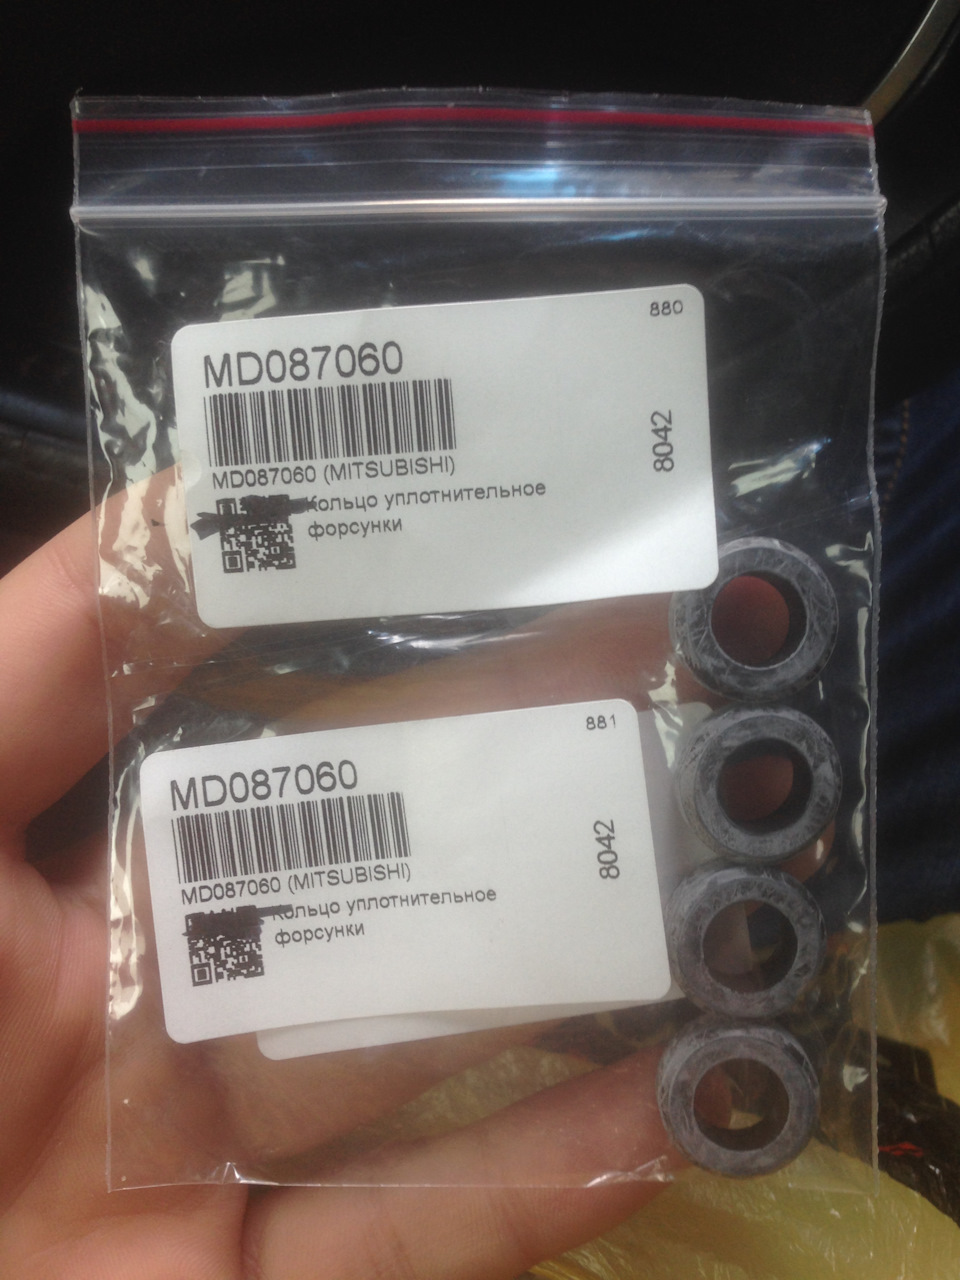 880
MD087060
8042
MD087060 (MITSUBISHI)
Кольцо уплотнительное
форсунки
881
MD087060
8042
MD087060 (MITSUBISHI)
Кольцо уплотнительное
форсунки